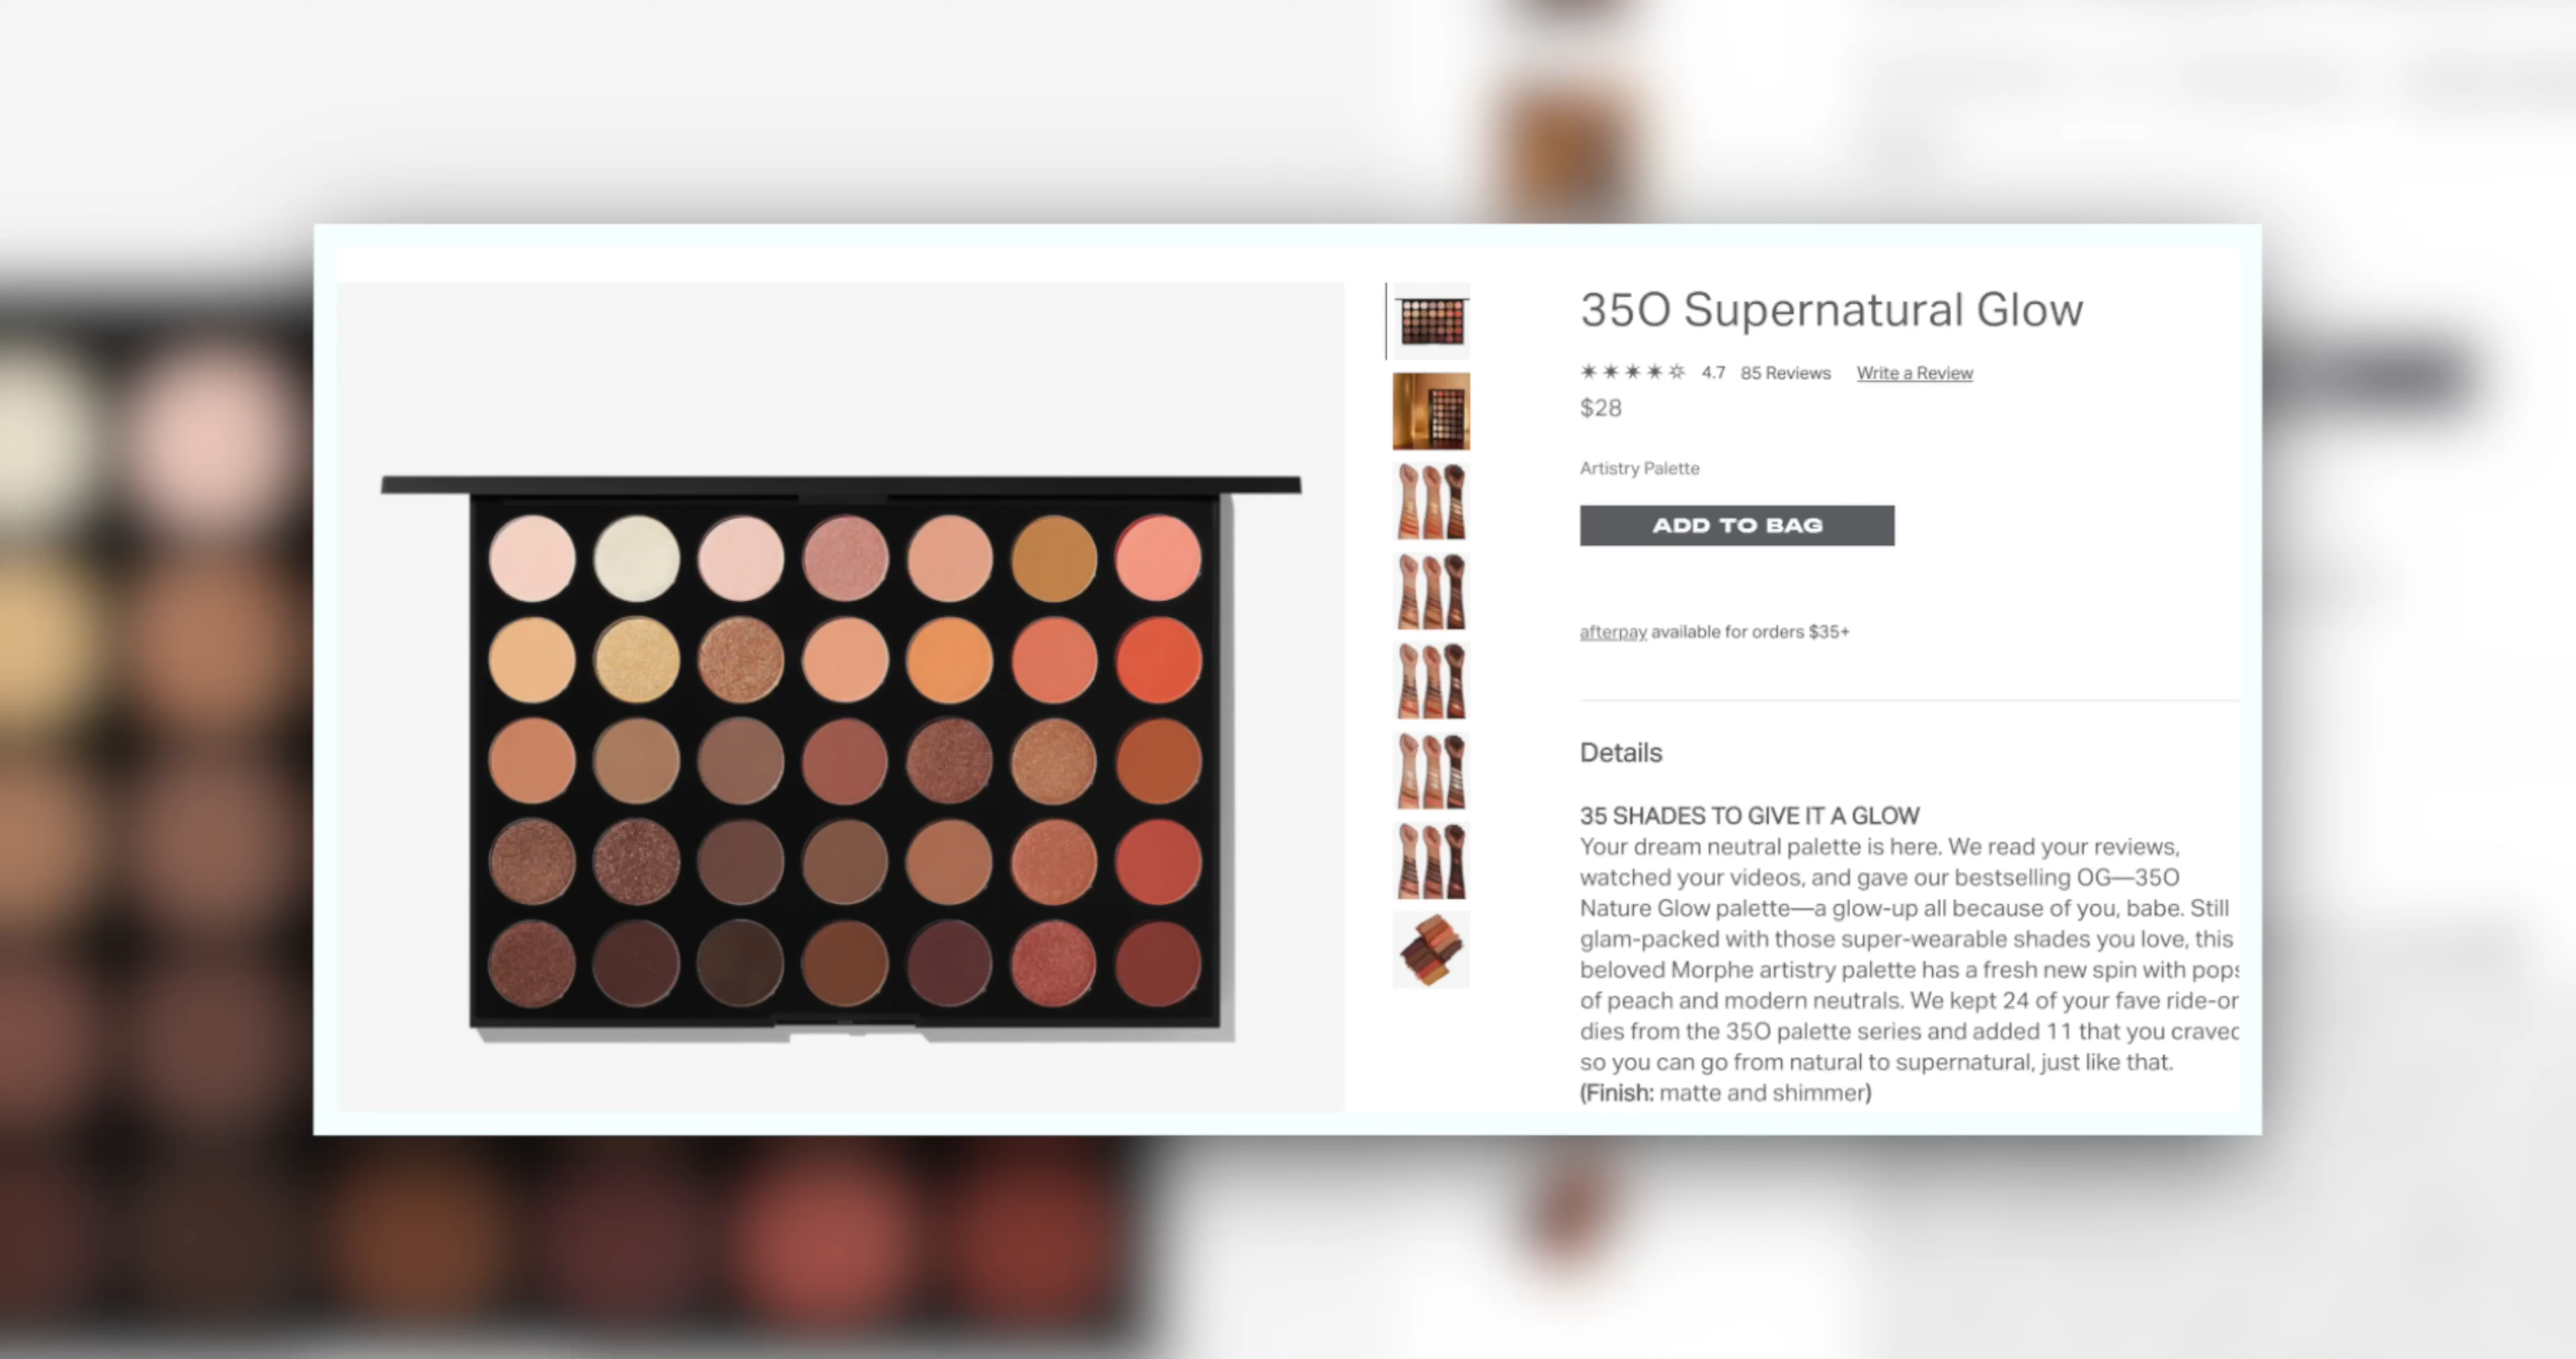 35O Supernatural Glow
4.7 85 Reviews Write a Review
$28
Artistry Palette
ADD TO BAG
afterpay available for orders $35+
Details
35 SHADES TO GIVE IT A GLOW
Your dream neutral palette is here. We read your reviews,
watched your videos, and gave our bestselling OG—35O
Nature Glow palette—a glow-up all because of you, babe. Still
glam-packed with those super-wearable shades you love, this
beloved Morphe artistry palette has a fresh new spin with pops
of peach and modern neutrals. We kept 24 of your fave ride-or
dies from the 35O palette series and added 11 that you craved
so you can go from natural to supernatural, just like that.
(Finish: matte and shimmer)